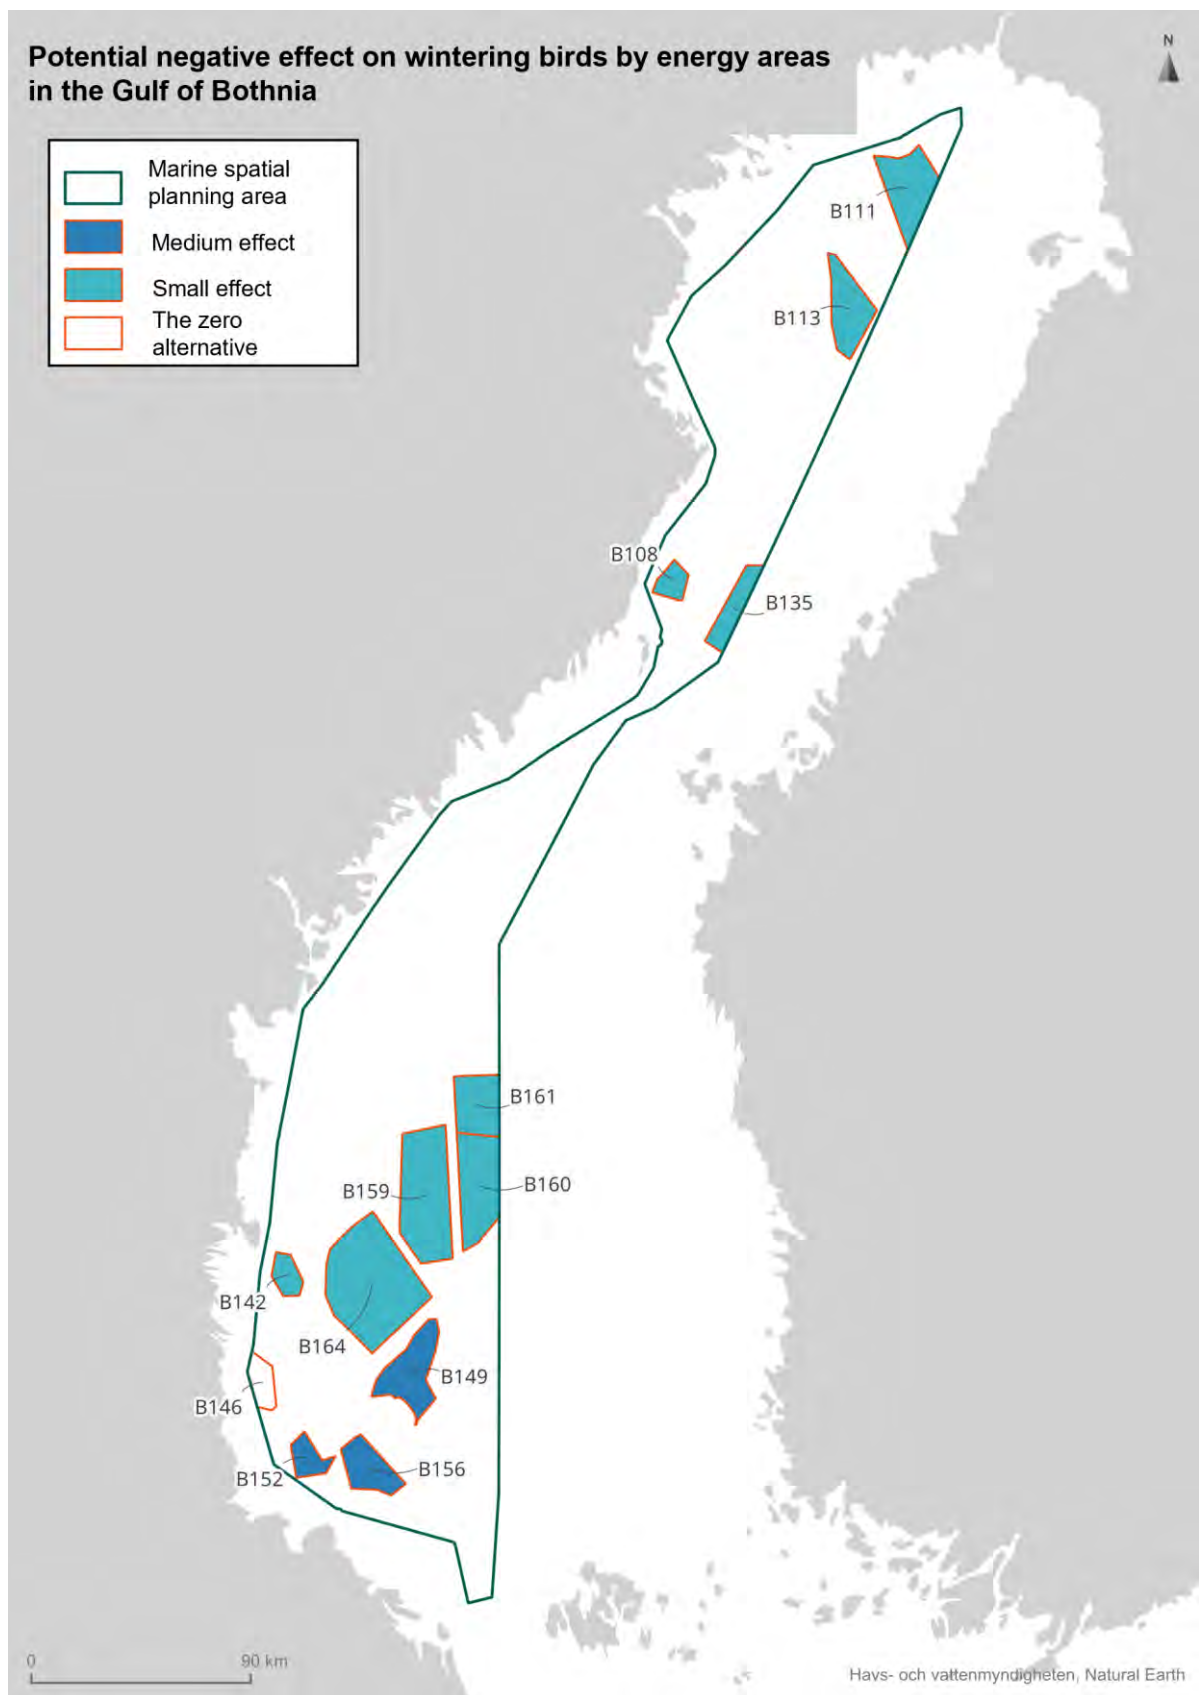 Potential negative effect on wintering birds by energy areas
in the Gulf of Bothnia
N
Marine spatial
planning area
Medium effect
Small effect
The zero
alternative
B111
B113
B108
B135
B161
B159
B160
B142
B164
B149
B146
B152
B156
0
90 km
Havs- och vattenmyndigheten, Natural Earth